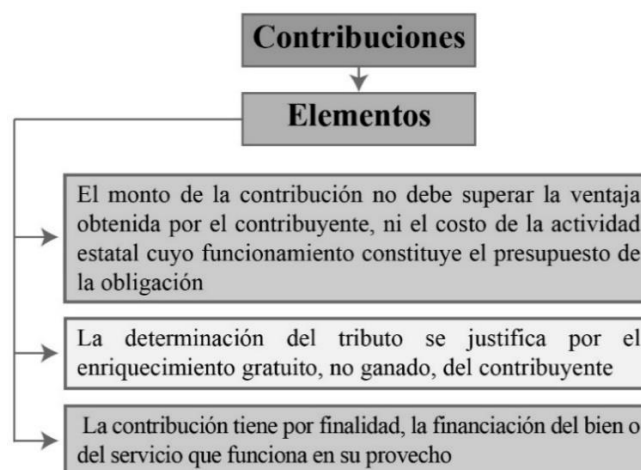 Contribuciones
Elementos
El monto de la contribución no debe superar la ventaja
obtenida por el contribuyente, ni el costo de la actividad
estatal cuyo funcionamiento constituye el presupuesto de
la obligación
La determinación del tributo se justifica por el
enriquecimiento gratuito, no ganado, del contribuyente
La contribución tiene por finalidad, la financiación del bien o
del servicio que funciona en su provecho